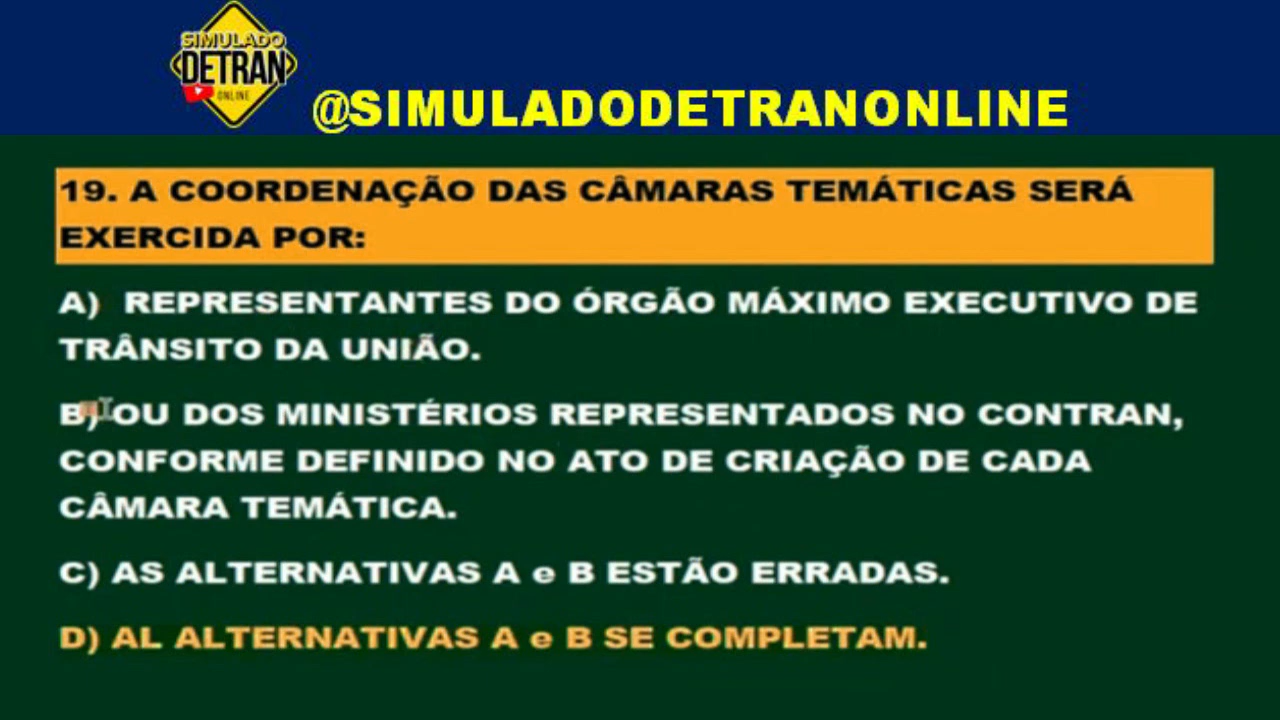 SIMULADO
DETRAN
ONLINE
@SIMULADODETRANONLINE
19. A COORDENAÇÃO DAS CÂMARAS TEMÁTICAS SERÁ
EXERCIDA POR:
A) REPRESENTANTES DO ÓRGÃO MÁXIMO EXECUTIVO DE
TRÂNSITO DA UNIÃO.
B) OU DOS MINISTÉRIOS REPRESENTADOS NO CONTRAN,
CONFORME DEFINIDO NO ATO DE CRIAÇÃO DE CADA
CÂMARA TEMÁTICA.
C) AS ALTERNATIVAS A e B ESTÃO ERRADAS.
D) AL ALTERNATIVAS A e B SE COMPLETAM.